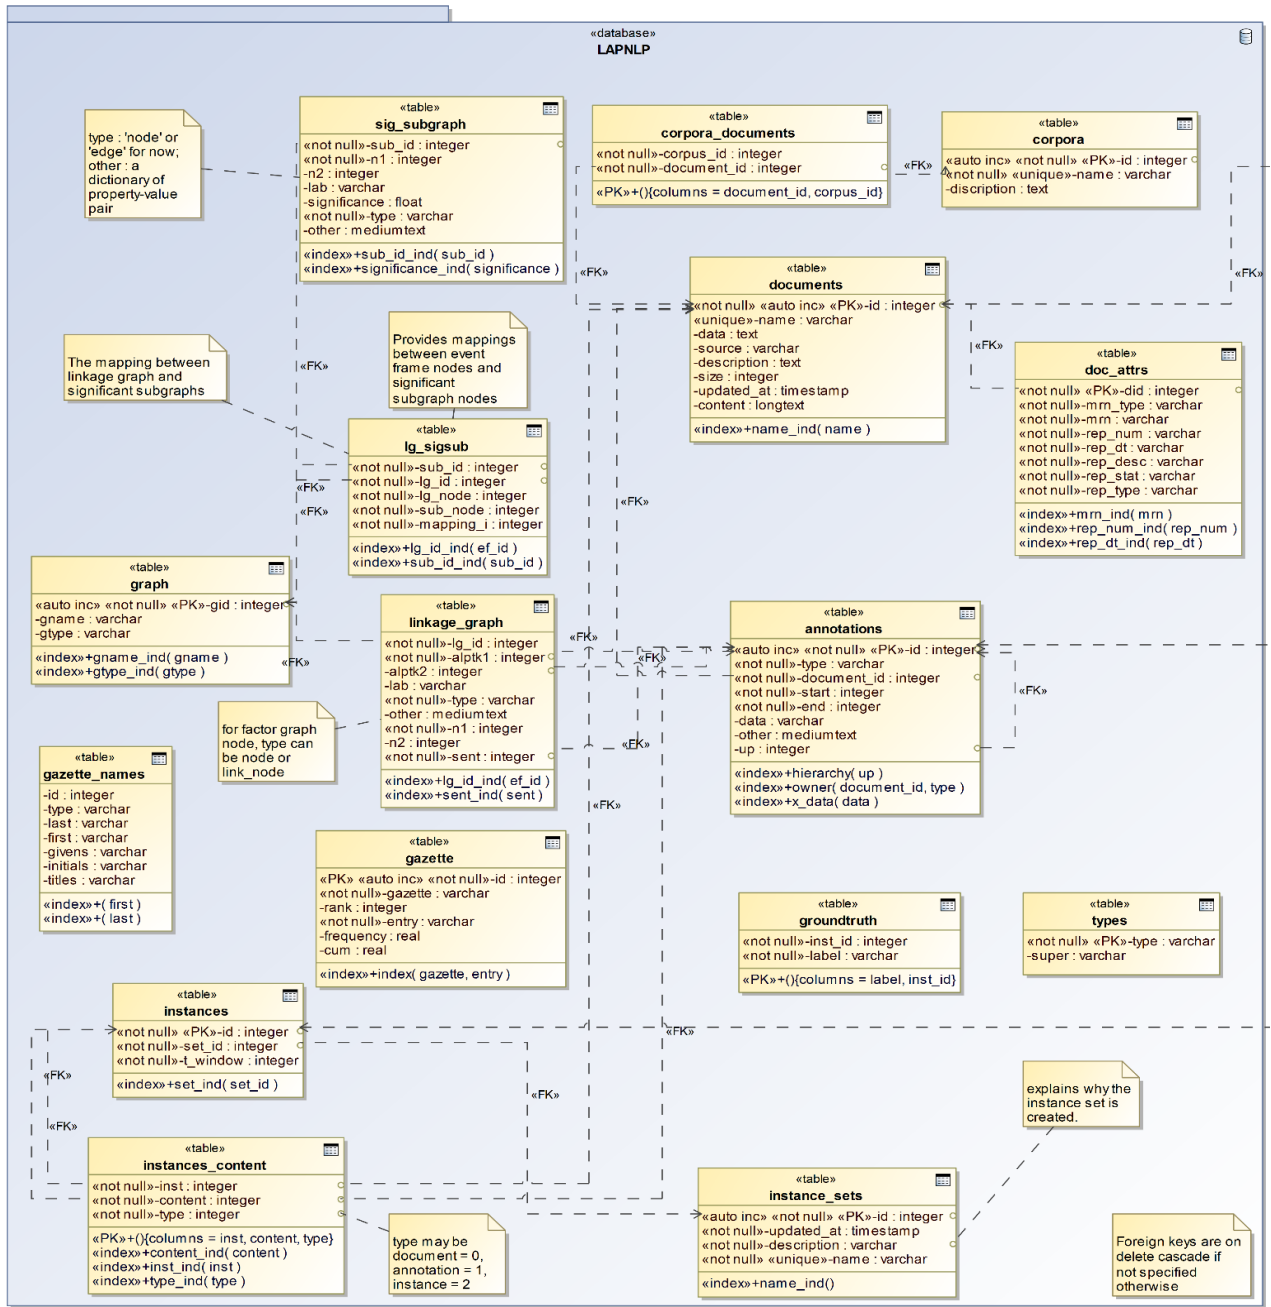 «database»
LAPNLP
type : 'node' or
'edge' for now;
other : a
dictionary of
property-value
pair
«table»
sig_subgraph
«not null»-sub_id : integer
«not null»-n1 : integer
-n2 : integer
-lab : varchar
-significance : float
«not null»-type : varchar
-other : mediumtext
«index»+sub_id_ind( sub_id )
«index»+significance_ind( significance )
«table»
corpora_documents
«not null»-corpus_id : integer
«not null»-document_id : integer
«PK»+(){columns = document_id, corpus_id}
«FK»
«table»
corpora
«auto inc» «not null» «PK»-id : integer
«not null» «unique»-name : varchar
-discription : text
«FK»
«FK»
«table»
documents
«not null» «auto inc» «PK»-id : integer
«unique»-name : varchar
-data : text
-source : varchar
-description : text
-size : integer
-updated_at : timestamp
-content : longtext
«index»+name_ind( name )
«FK»
«table»
doc_attrs
«not null» «PK»-did : integer
«not null»-mrn_type : varchar
«not null»-mrn : varchar
«not null»-rep_num : varchar
«not null»-rep_dt : varchar
«not null»-rep_desc : varchar
«not null»-rep_stat : varchar
«not null»-rep_type : varchar
«index»+mrn_ind( mrn )
«index»+rep_num_ind( rep_num )
«index»+rep_dt_ind( rep_dt )
The mapping between
linkage graph and
significant subgraphs
Provides mappings
between event
frame nodes and
significant
subgraph nodes
«FK»
«table»
lg_sigsub
«not null»-sub_id : integer
«not null»-lg_id : integer
«not null»-lg_node : integer
«not null»-sub_node : integer
«not null»-mapping_i : integer
«index»+lg_id_ind( ef_id )
«index»+sub_id_ind( sub_id )
«FK»
«FK»
«FK»
«table»
graph
«auto inc» «not null» «PK»-gid : integer
-gname : varchar
-gtype : varchar
«index»+gname_ind( gname )
«index»+gtype_ind( gtype )
«FK»
«table»
linkage_graph
«not null»-lg_id : integer
«not null»-alptk1 : integer
-alptk2 : integer
-lab : varchar
«not null»-type : varchar
-other : mediumtext
«not null»-n1 : integer
-n2 : integer
«not null»-sent : integer
«index»+lg_id_ind( ef_id )
«index»+sent_ind( sent )
«FK»
«FK»
«FK»
«FK»
«table»
annotations
«auto inc» «not null» «PK»-id : integer
«not null»-type : varchar
«not null»-document_id : integer
«not null»-start : integer
«not null»-end : integer
-data : varchar
-other : mediumtext
-up : integer
«index»+hierarchy( up )
«index»+owner( document_id, type )
«index»+x_data( data )
«FK»
for factor graph
node, type can
be node or
link_node
«table»
gazette_names
-id : integer
-type : varchar
-last : varchar
-first : varchar
-givens : varchar
-initials : varchar
-titles : varchar
«index»+( first )
«index»+( last )
«table»
gazette
«PK» «auto inc» «not null»-id : integer
«not null»-gazette : varchar
-rank : integer
«not null»-entry : varchar
-frequency : real
-cum : real
«index»+index( gazette, entry )
«table»
groundtruth
«not null»-inst_id : integer
«not null»-label : varchar
«PK»+(){columns = label, inst_id}
«table»
types
«not null» «PK»-type : varchar
-super : varchar
«table»
instances
«not null» «PK»-id : integer
«not null»-set_id : integer
«not null»-t_window : integer
«index»+set_ind( set_id )
«FK»
«FK»
«FK»
«FK»
explains why the
instance set is
created.
«table»
instances_content
«not null»-inst : integer
«not null»-content : integer
«not null»-type : integer
«PK»+(){columns = inst, content, type}
«index»+content_ind( content )
«index»+inst_ind( inst )
«index»+type_ind( type )
type may be
document = 0,
annotation = 1,
instance = 2
«table»
instance_sets
«auto inc» «not null» «PK»-id : integer
«not null»-updated_at : timestamp
«not null»-description : varchar
«not null» «unique»-name : varchar
«index»+name_ind()
Foreign keys are on
delete cascade if
not specified
otherwise